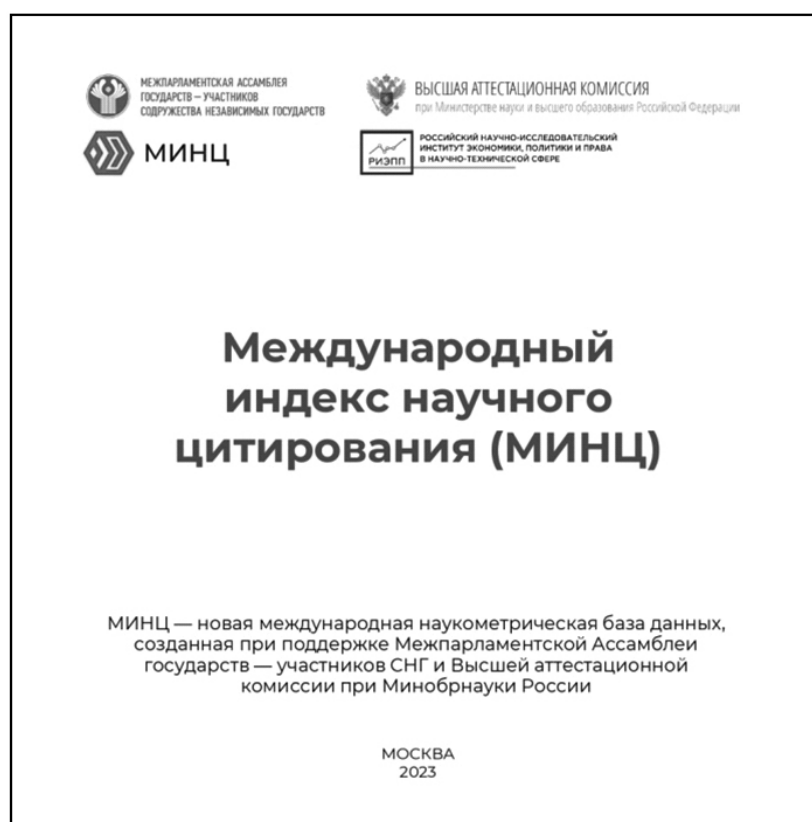 МЕЖПАРЛАМЕНТСКАЯ АССАМБЛЕЯ
ГОСУДАРСТВ – УЧАСТНИКОВ
СОДРУЖЕСТВА НЕЗАВИСИМЫХ ГОСУДАРСТВ
ВЫСШАЯ АТТЕСТАЦИОННАЯ КОМИССИЯ
при Министерстве науки и высшего образования Российской Федерации
МИНЦ
РИЭПП
РОССИЙСКИЙ НАУЧНО-ИССЛЕДОВАТЕЛЬСКИЙ
ИНСТИТУТ ЭКОНОМИКИ, ПОЛИТИКИ И ПРАВА
В НАУЧНО-ТЕХНИЧЕСКОЙ СФЕРЕ
Международный
индекс научного
цитирования (МИНЦ)
МИНЦ — новая международная наукометрическая база данных,
созданная при поддержке Межпарламентской Ассамблеи
государств — участников СНГ и Высшей аттестационной
комиссии при Минобрнауки России
МОСКВА
2023